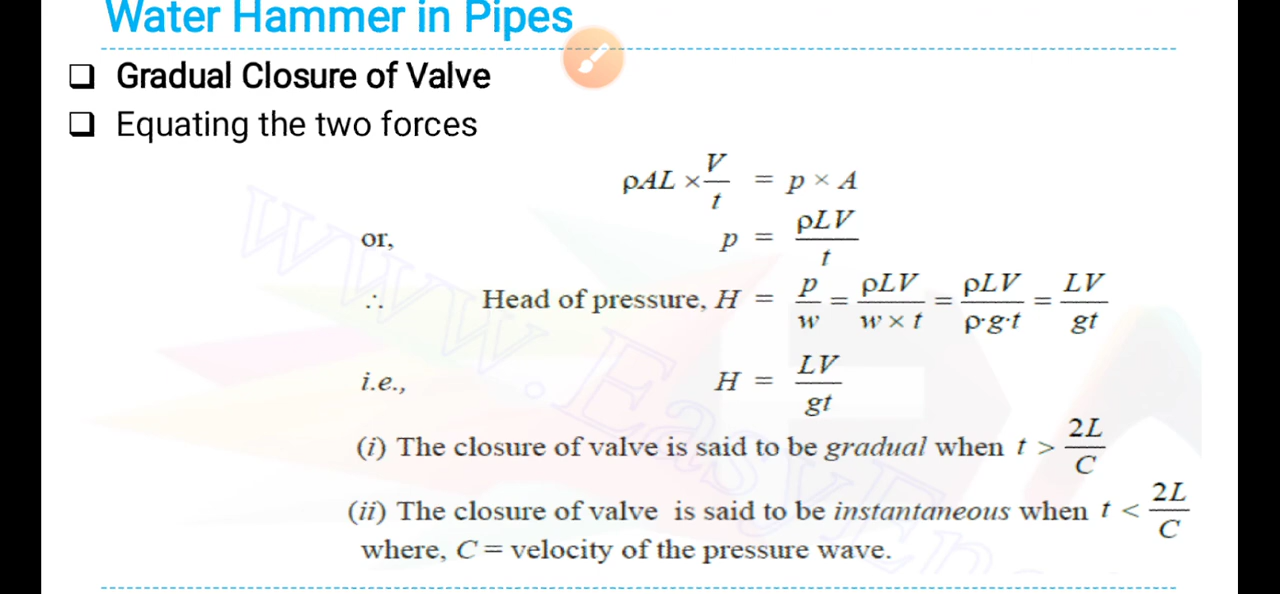 Water Hammer in Pipes
❑ Gradual Closure of Valve
❑ Equating the two forces
ρAL × V/t = p × A
or, p = ρLV/t
∴ Head of pressure, H = p/w = ρLV/w × t = ρLV/ρ·g·t = LV/gt
i.e., H = LV/gt
(i) The closure of valve is said to be gradual when t > 2L/C
(ii) The closure of valve is said to be instantaneous when t < 2L/C
where, C = velocity of the pressure wave.
www.EasyEn